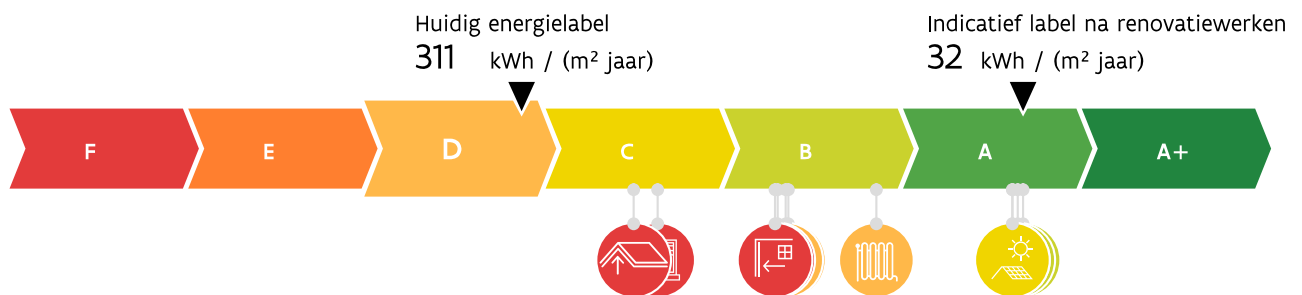 Huidig energielabel
311 kWh / (m² jaar)
Indicatief label na renovatiewerken
32 kWh / (m² jaar)
F E D C B A A+